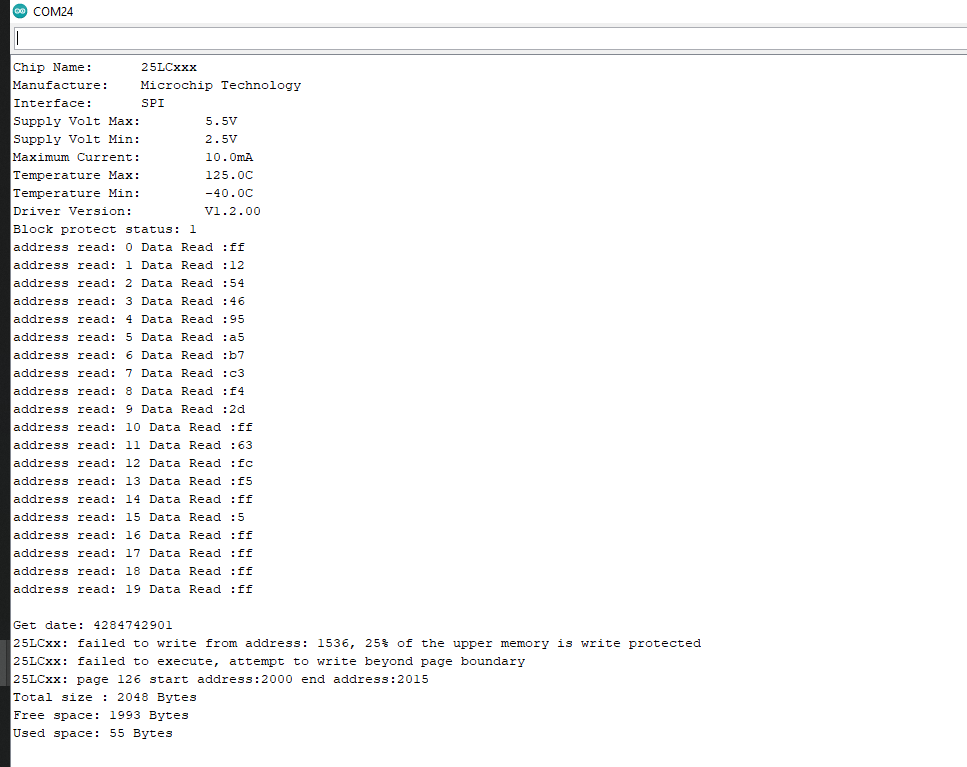 COM24
Chip Name: 25LCxxx
Manufacture: Microchip Technology
Interface: SPI
Supply Volt Max: 5.5V
Supply Volt Min: 2.5V
Maximum Current: 10.0mA
Temperature Max: 125.0C
Temperature Min: -40.0C
Driver Version: V1.2.00
Block protect status: 1
address read: 0 Data Read :ff
address read: 1 Data Read :12
address read: 2 Data Read :54
address read: 3 Data Read :46
address read: 4 Data Read :95
address read: 5 Data Read :a5
address read: 6 Data Read :b7
address read: 7 Data Read :c3
address read: 8 Data Read :f4
address read: 9 Data Read :2d
address read: 10 Data Read :ff
address read: 11 Data Read :63
address read: 12 Data Read :fc
address read: 13 Data Read :f5
address read: 14 Data Read :ff
address read: 15 Data Read :5
address read: 16 Data Read :ff
address read: 17 Data Read :ff
address read: 18 Data Read :ff
address read: 19 Data Read :ff
Get date: 4284742901
25LCxx: failed to write from address: 1536, 25% of the upper memory is write protected
25LCxx: failed to execute, attempt to write beyond page boundary
25LCxx: page 126 start address:2000 end address:2015
Total size : 2048 Bytes
Free space: 1993 Bytes
Used space: 55 Bytes